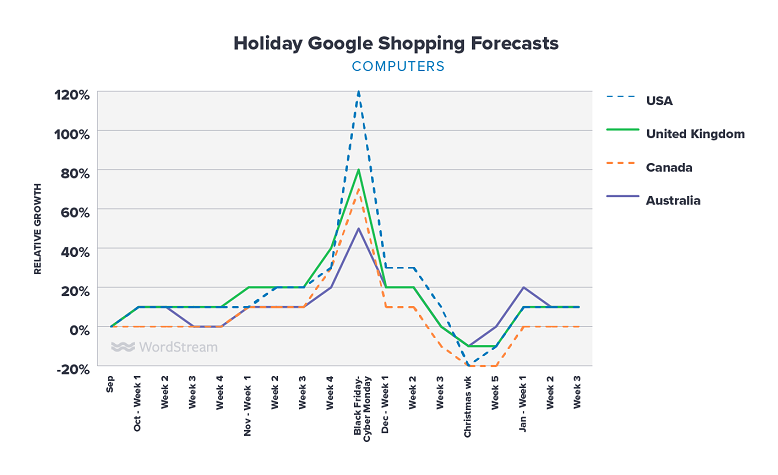 Holiday Google Shopping Forecasts
COMPUTERS
RELATIVE GROWTH
120%
100%
80%
60%
40%
20%
0%
-20%
WordStream
Sep
Oct - Week 1
Week 2
Week 3
Week 4
Nov - Week 1
Week 2
Week 3
Week 4
Black Friday-
Cyber Monday
Dec - Week 1
Week 2
Week 3
Christmas wk
Week 5
Jan - Week 1
Week 2
Week 3
USA
United Kingdom
Canada
Australia